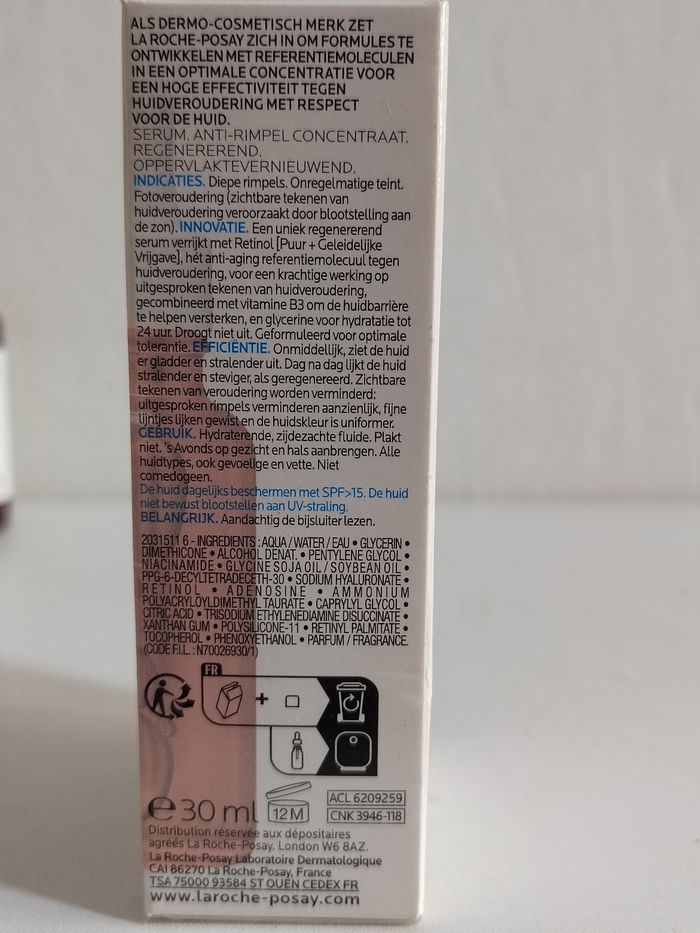 ALS DERMO-COSMETISCH MERK ZET
LA ROCHE-POSAY ZICH IN OM FORMULES TE
ONTWIKKELEN MET REFERENTIEMOLECULEN
IN EEN OPTIMALE CONCENTRATIE VOOR
EEN HOGE EFFECTIVITEIT TEGEN
HUIDVEROUDERING MET RESPECT
VOOR DE HUID.
SERUM. ANTI-RIMPEL CONCENTRAAT.
REGENEREREND.
OPPERVLAKTEVERNIEUWEND.
INDICATIES. Diepe rimpels. Onregelmatige teint.
Fotoveroudering (zichtbare tekenen van
huidveroudering veroorzaakt door blootstelling aan
de zon). INNOVATIE. Een uniek regenererend
serum verrijkt met Retinol [Puur + Geleidelijke
Vrijgave], hét anti-aging referentiemolecuul tegen
huidveroudering, voor een krachtige werking op
uitgesproken tekenen van huidveroudering,
gecombineerd met vitamine B3 om de huidbarrière
te helpen versterken, en glycerine voor hydratatie tot
24 uur. Droogt niet uit. Geformuleerd voor optimale
tolerantie. EFFICIËNTIE. Onmiddellijk, ziet de huid
er gladder en stralender uit. Dag na dag lijkt de huid
stralender en steviger, als geregenereerd. Zichtbare
tekenen van veroudering worden verminderd:
uitgesproken rimpels verminderen aanzienlijk, fijne
lijntjes lijken gewist en de huidskleur is uniformer.
GEBRUIK. Hydraterende, zijdezachte fluide. Plakt
niet. 's Avonds op gezicht en hals aanbrengen. Alle
huidtypes, ook gevoelige en vette. Niet
comedogeen.
De huid dagelijks beschermen met SPF>15. De huid
niet bewust blootstellen aan UV-straling.
BELANGRIJK. Aandachtig de bijsluiter lezen.
2031511 6 - INGREDIENTS : AQUA / WATER / EAU • GLYCERIN •
DIMETHICONE • ALCOHOL DENAT. • PENTYLENE GLYCOL •
NIACINAMIDE • GLYCINE SOJA OIL / SOYBEAN OIL •
PPG-6-DECYLTETRADECETH-30 • SODIUM HYALURONATE •
RETINOL • ADENOSINE • AMMONIUM
POLYACRYLOYLDIMETHYL TAURATE • CAPRYLYL GLYCOL •
CITRIC ACID • TRISODIUM ETHYLENEDIAMINE DISUCCINATE •
XANTHAN GUM • POLYSILICONE-11 • RETINYL PALMITATE •
TOCOPHEROL • PHENOXYETHANOL • PARFUM / FRAGRANCE.
(CODE F.I.L. : N70026930/1)
FR
+
℮ 30 ml
12 M
ACL 6209259
CNK 3946-118
Distribution réservée aux dépositaires
agréés La Roche-Posay. London W6 8AZ.
La Roche-Posay Laboratoire Dermatologique
CAI 86270 La Roche-Posay, France
TSA 75000 93584 ST OUEN CEDEX FR
www.laroche-posay.com